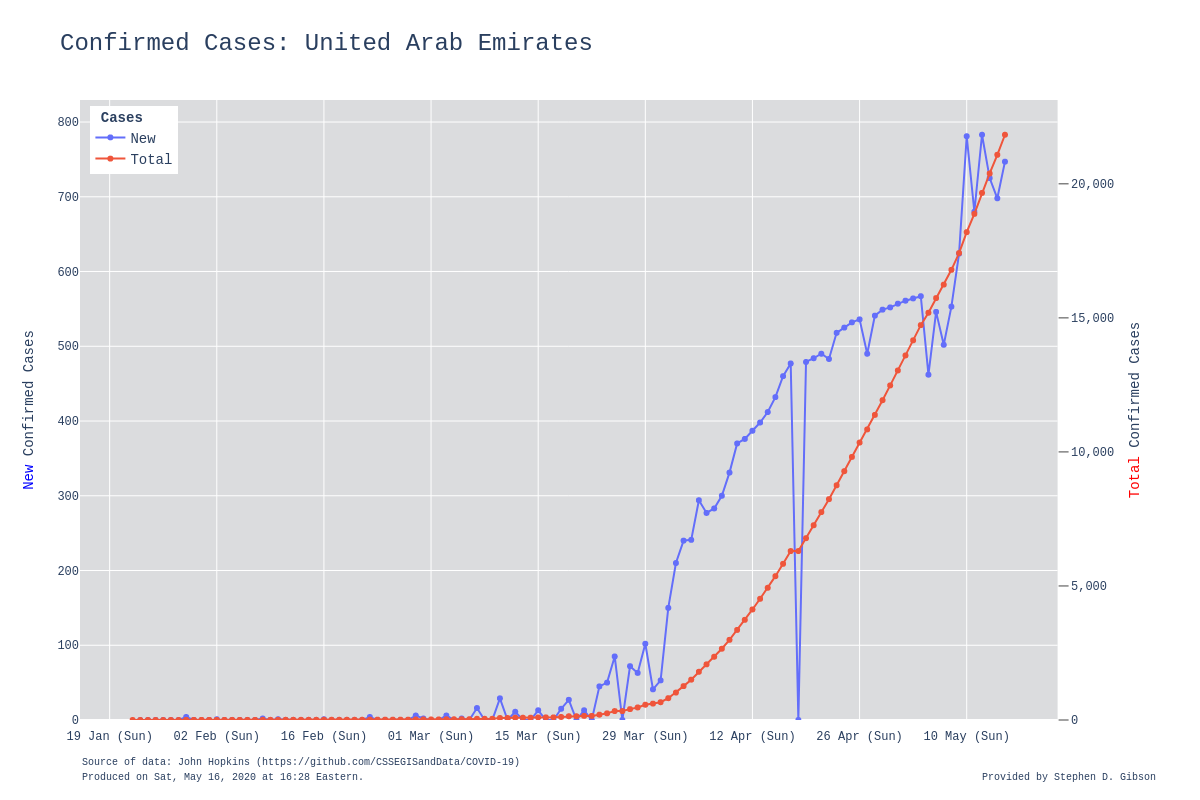 Confirmed Cases: United Arab Emirates
Cases
New
Total
800
700
600
500
400
300
200
100
0
New Confirmed Cases
20,000
15,000
10,000
5,000
0
Total Confirmed Cases
19 Jan (Sun) 02 Feb (Sun) 16 Feb (Sun) 01 Mar (Sun) 15 Mar (Sun) 29 Mar (Sun) 12 Apr (Sun) 26 Apr (Sun) 10 May (Sun)
Source of data: John Hopkins (https://github.com/CSSEGISandData/COVID-19)
Produced on Sat, May 16, 2020 at 16:28 Eastern.
Provided by Stephen D. Gibson